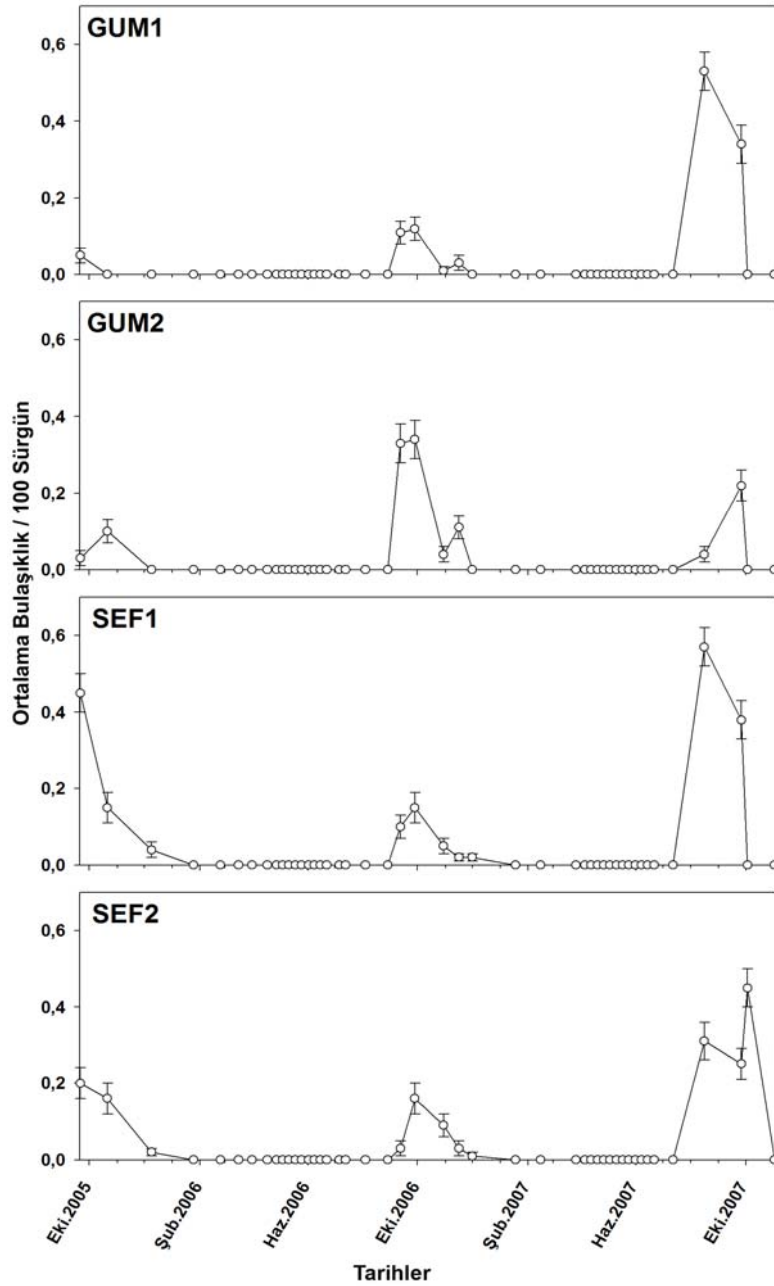 GUM1
0,6
0,4
0,2
0,0
GUM2
0,6
0,4
0,2
0,0
Ortalama Bulaşıklık / 100 Sürgün
SEF1
0,6
0,4
0,2
0,0
SEF2
0,6
0,4
0,2
0,0
Eki.2005
Şub.2006
Haz.2006
Eki.2006
Şub.2007
Haz.2007
Eki.2007
Tarihler